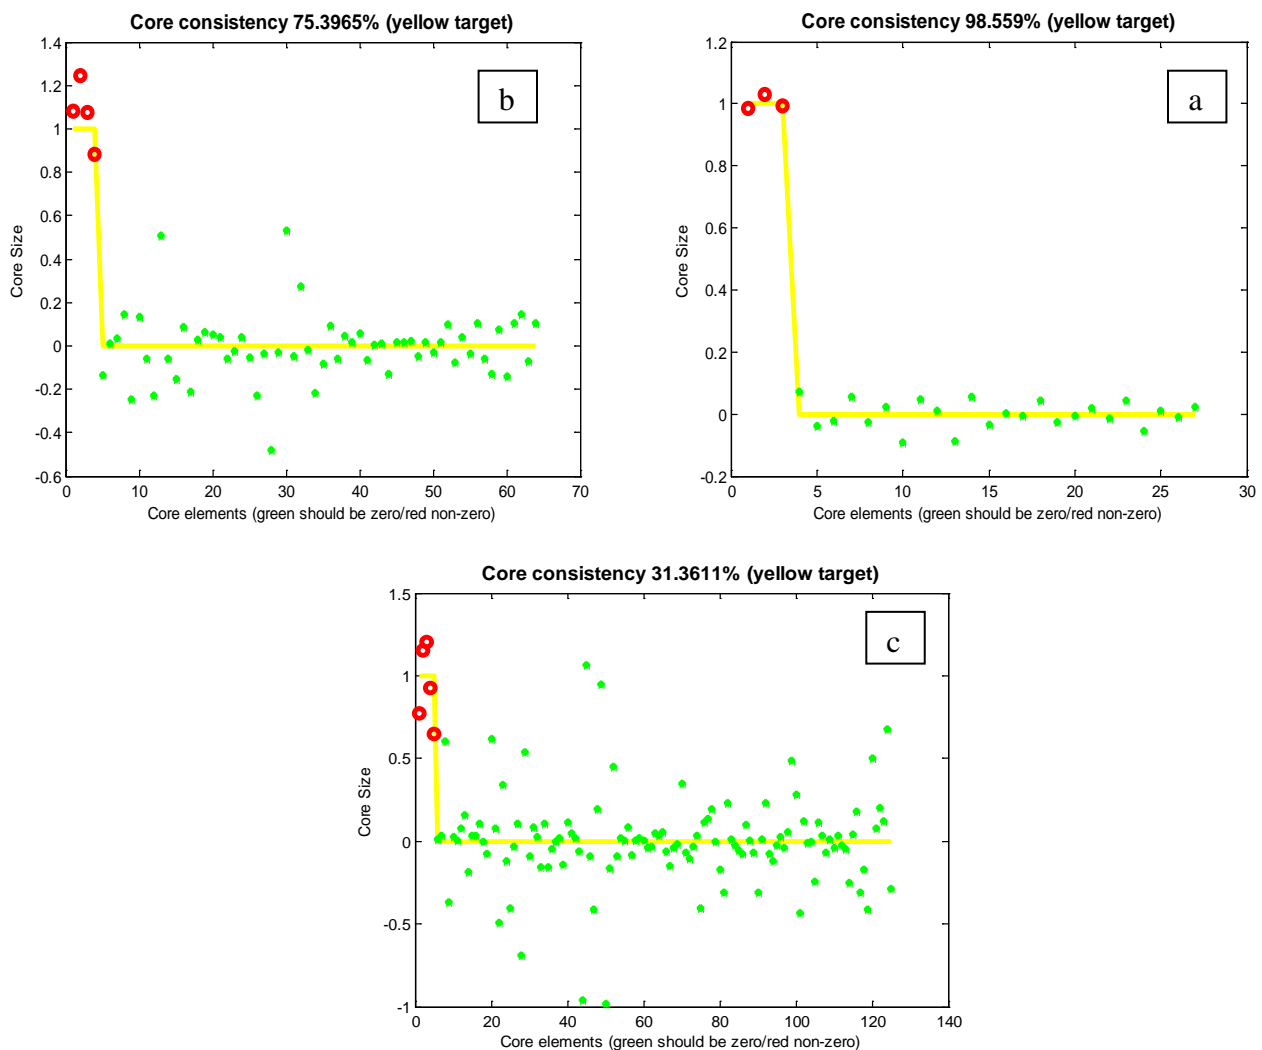 Core consistency 75.3965% (yellow target)
b
1.4
1.2
1
0.8
0.6
0.4
0.2
0
-0.2
-0.4
-0.6
Core Size
0 10 20 30 40 50 60 70
Core elements (green should be zero/red non-zero)
Core consistency 98.559% (yellow target)
a
1.2
1
0.8
0.6
0.4
0.2
0
-0.2
Core Size
0 5 10 15 20 25 30
Core elements (green should be zero/red non-zero)
Core consistency 31.3611% (yellow target)
c
1.5
1
0.5
0
-0.5
-1
Core Size
0 20 40 60 80 100 120 140
Core elements (green should be zero/red non-zero)